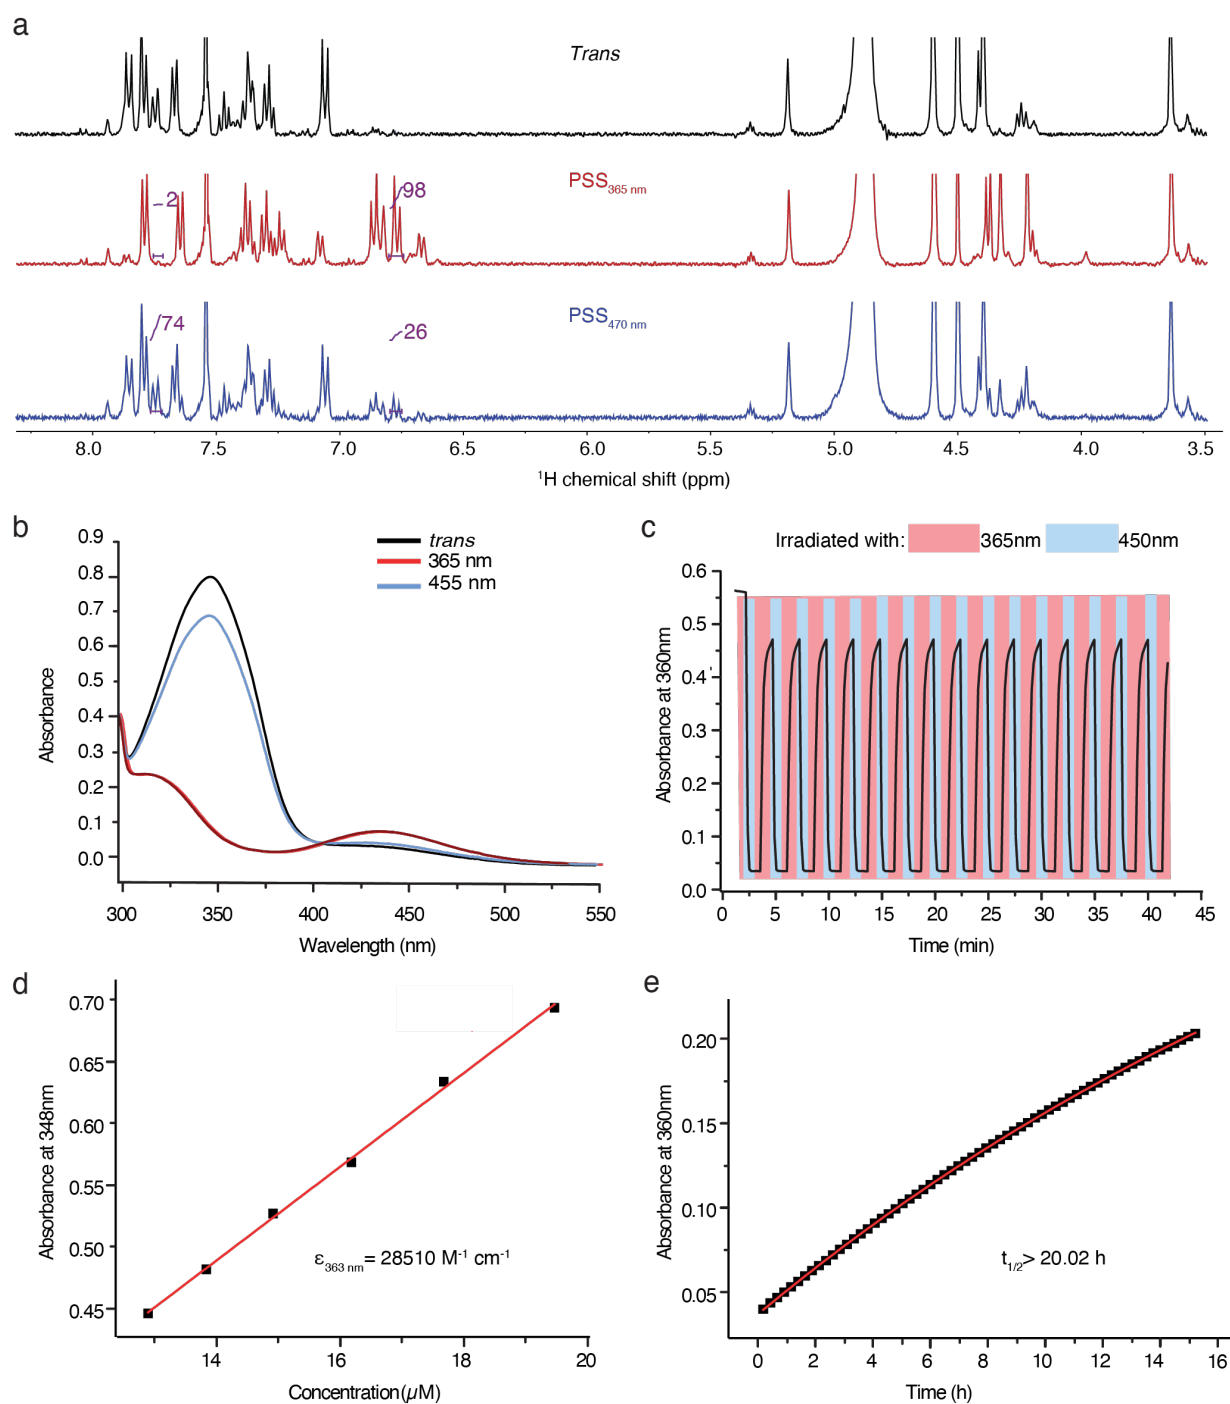 a
Trans
PSS365 nm
2
98
PSS470 nm
74
26
8.0 7.5 7.0 6.5 6.0 5.5 5.0 4.5 4.0 3.5
1H chemical shift (ppm)
b
trans
365 nm
455 nm
0.9
0.8
0.7
0.6
0.5
0.4
0.3
0.2
0.1
0.0
Absorbance
300 350 400 450 500 550
Wavelength (nm)
c
Irradiated with: 365nm 450nm
0.6
0.5
0.4
0.3
0.2
0.1
0.0
Absorbance at 360nm
0 5 10 15 20 25 30 35 40 45
Time (min)
d
0.70
0.65
0.60
0.55
0.50
0.45
Absorbance at 348nm
ε363 nm= 28510 M-1 cm-1
14 16 18 20
Concentration(µM)
e
0.20
0.15
0.10
0.05
Absorbance at 360nm
t1/2> 20.02 h
0 2 4 6 8 10 12 14 16
Time (h)